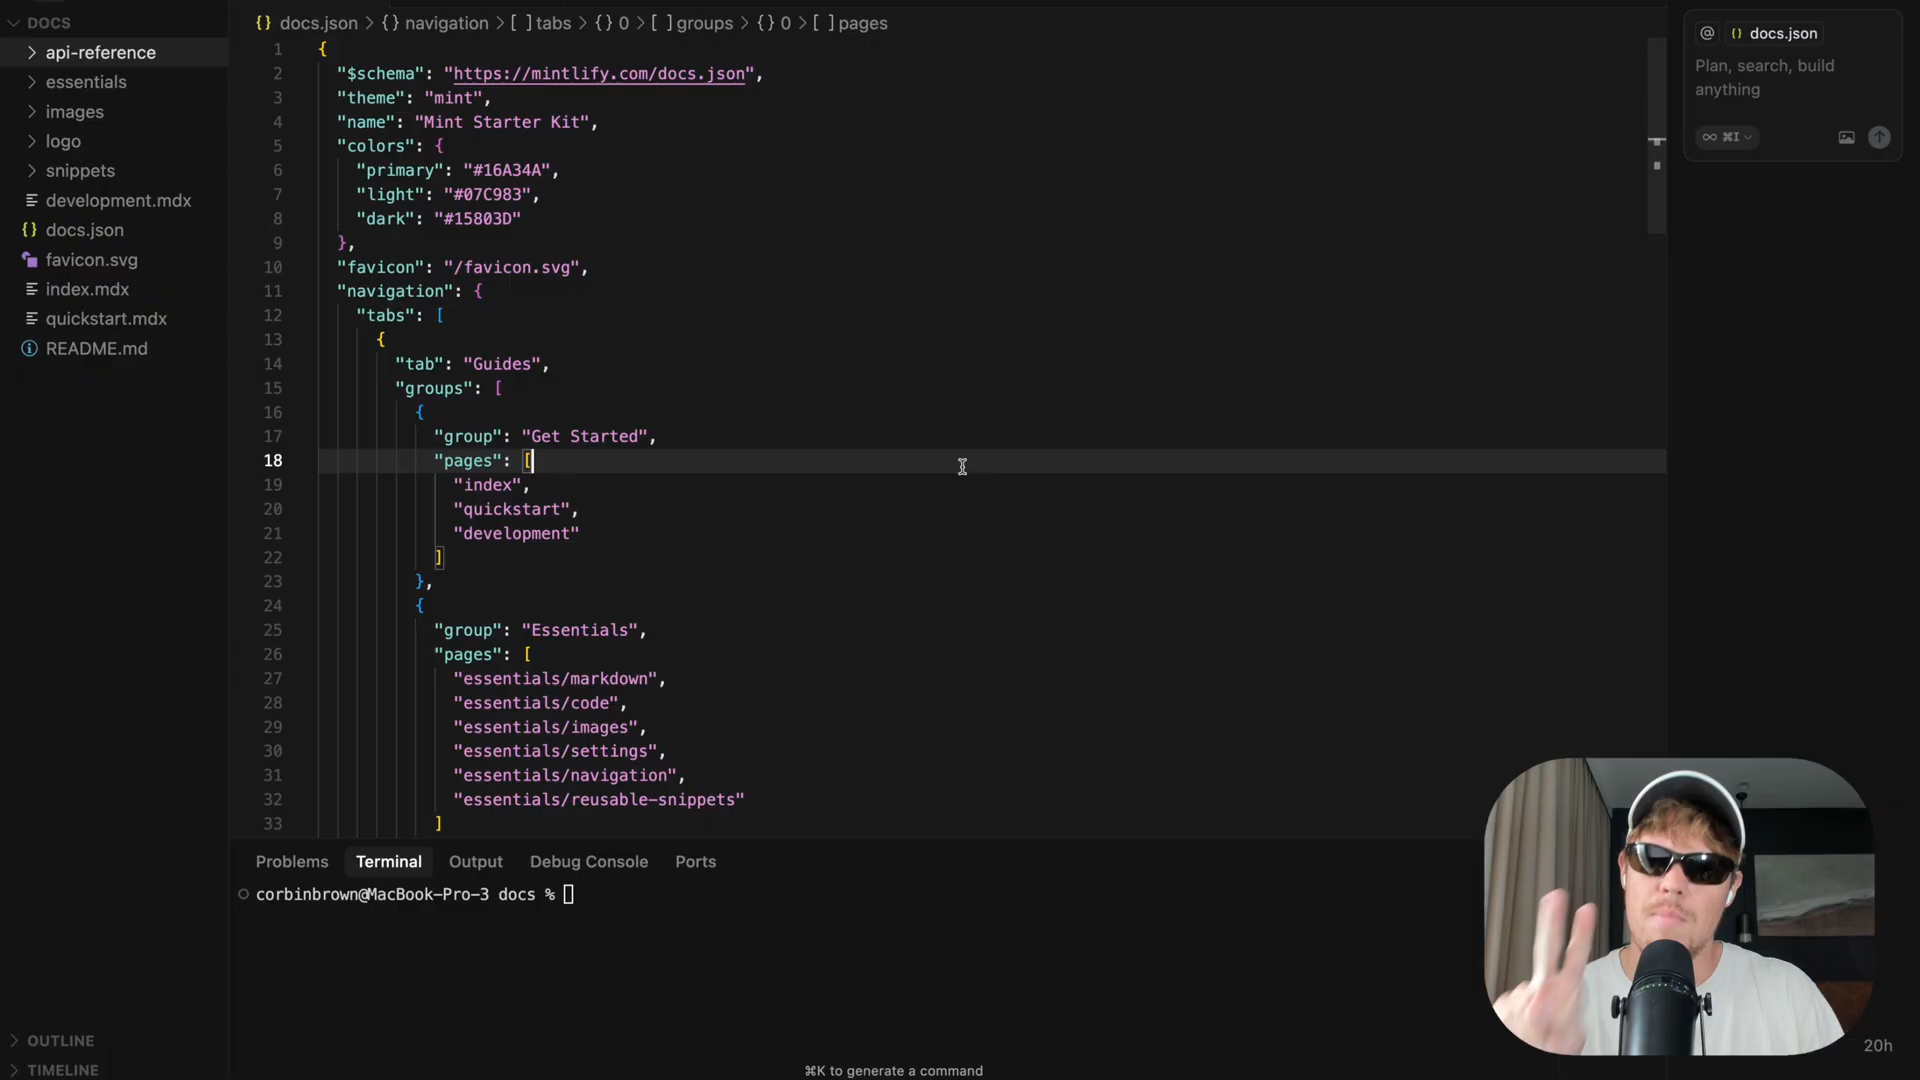 DOCS
api-reference
essentials
images
logo
snippets
development.mdx
docs.json
favicon.svg
index.mdx
quickstart.mdx
README.md
OUTLINE
TIMELINE
{} docs.json > {} navigation > [ ] tabs > {} 0 > [ ] groups > {} 0 > [ ] pages
1 {
2 "$schema": "https://mintlify.com/docs.json",
3 "theme": "mint",
4 "name": "Mint Starter Kit",
5 "colors": {
6 "primary": "#16A34A",
7 "light": "#07C983",
8 "dark": "#15803D"
9 },
10 "favicon": "/favicon.svg",
11 "navigation": {
12 "tabs": [
13 {
14 "tab": "Guides",
15 "groups": [
16 {
17 "group": "Get Started",
18 "pages": [
19 "index",
20 "quickstart",
21 "development"
22 ]
23 },
24 {
25 "group": "Essentials",
26 "pages": [
27 "essentials/markdown",
28 "essentials/code",
29 "essentials/images",
30 "essentials/settings",
31 "essentials/navigation",
32 "essentials/reusable-snippets"
33 ]
Problems Terminal Output Debug Console Ports
corbinbrown@MacBook-Pro-3 docs %
⌘K to generate a command
@ {} docs.json
Plan, search, build
anything
∞ ⌘I
20h